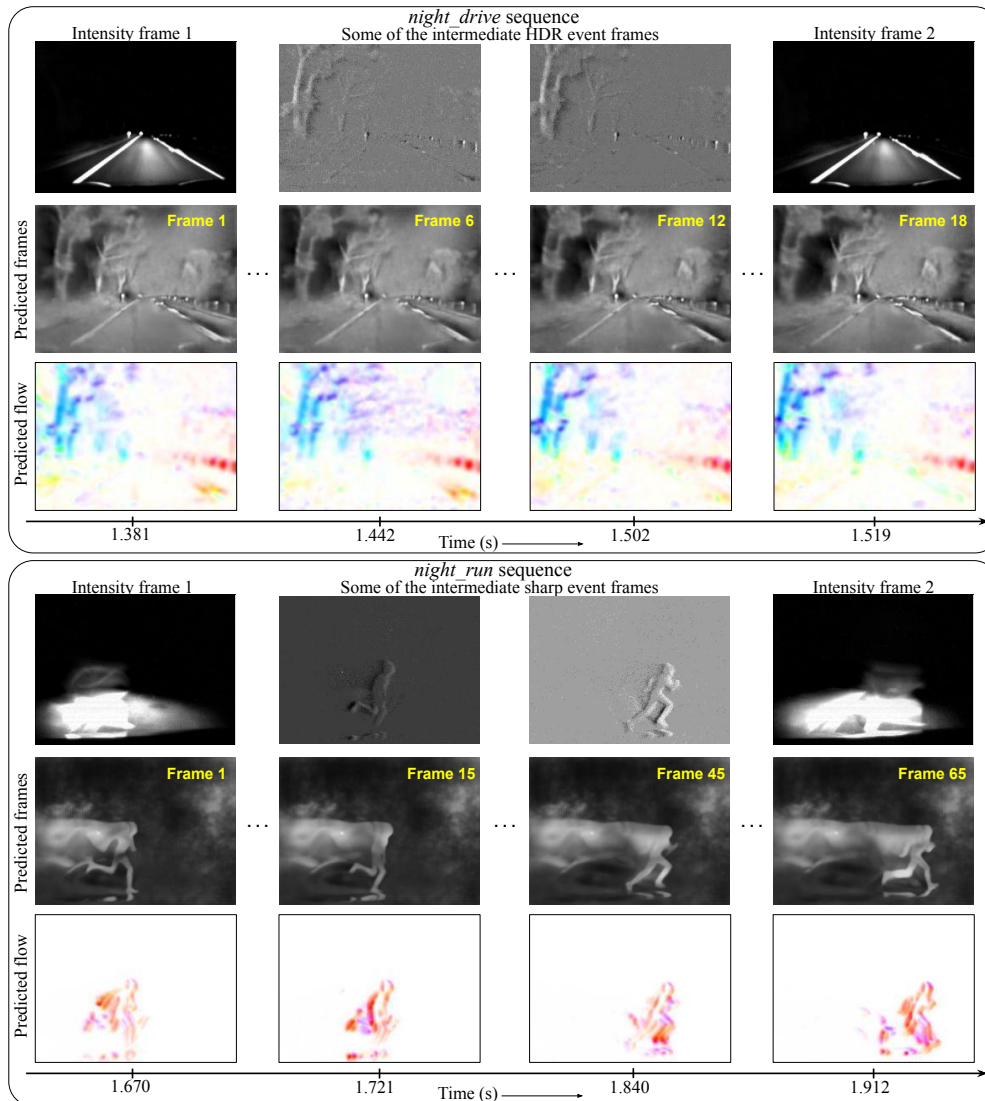 night_drive sequence
Intensity frame 1
Some of the intermediate HDR event frames
Intensity frame 2
Predicted frames
Frame 1
...
Frame 6
...
Frame 12
...
Frame 18
Predicted flow
1.381
1.442
1.502
1.519
Time (s)
night_run sequence
Intensity frame 1
Some of the intermediate sharp event frames
Intensity frame 2
Predicted frames
Frame 1
...
Frame 15
...
Frame 45
...
Frame 65
Predicted flow
1.670
1.721
1.840
1.912
Time (s)